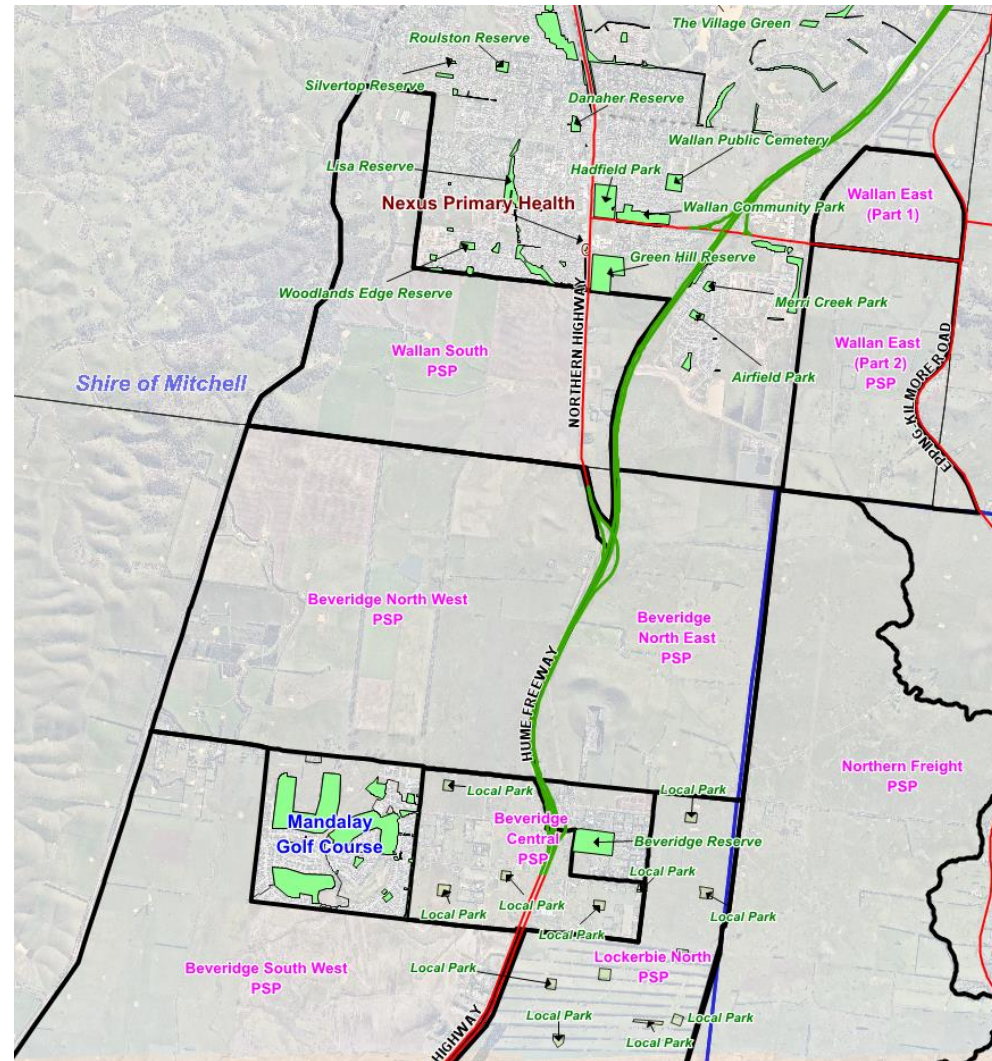 The Village Green
Roulston Reserve
Silvertop Reserve
Danaher Reserve
Wallan Public Cemetery
Lisa Reserve
Hadfield Park
Wallan East
(Part 1)
Nexus Primary Health
Wallan Community Park
Green Hill Reserve
Woodlands Edge Reserve
Merri Creek Park
NORTHERN HIGHWAY
Wallan South
PSP
Wallan East
(Part 2)
PSP
Airfield Park
Shire of Mitchell
EPPING-KILMORE ROAD
Beveridge North West
PSP
Beveridge
North East
PSP
HUME FREEWAY
Northern Freight
PSP
Local Park
Local Park
Mandalay
Golf Course
Beveridge
Central
PSP
Beveridge Reserve
Local Park
Local Park
Local Park
Local Park
Local Park
Beveridge South West
PSP
Local Park
Lockerbie North
PSP
HIGHWAY
Local Park
Local Park
Local Park